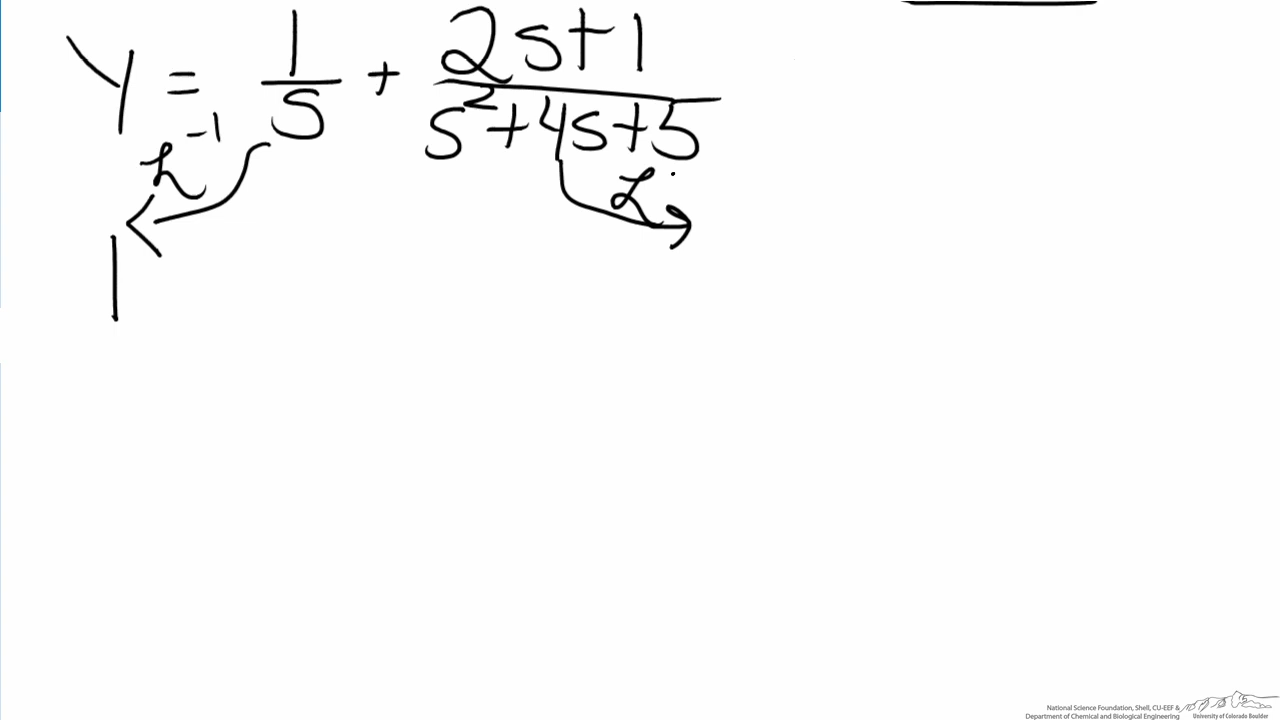 Y = 1/s + (2s+1)/(s²+4s+5)
ℒ⁻¹ ℒ
1
National Science Foundation, Shell, CU-EEF &
Department of Chemical and Biological Engineering University of Colorado Boulder